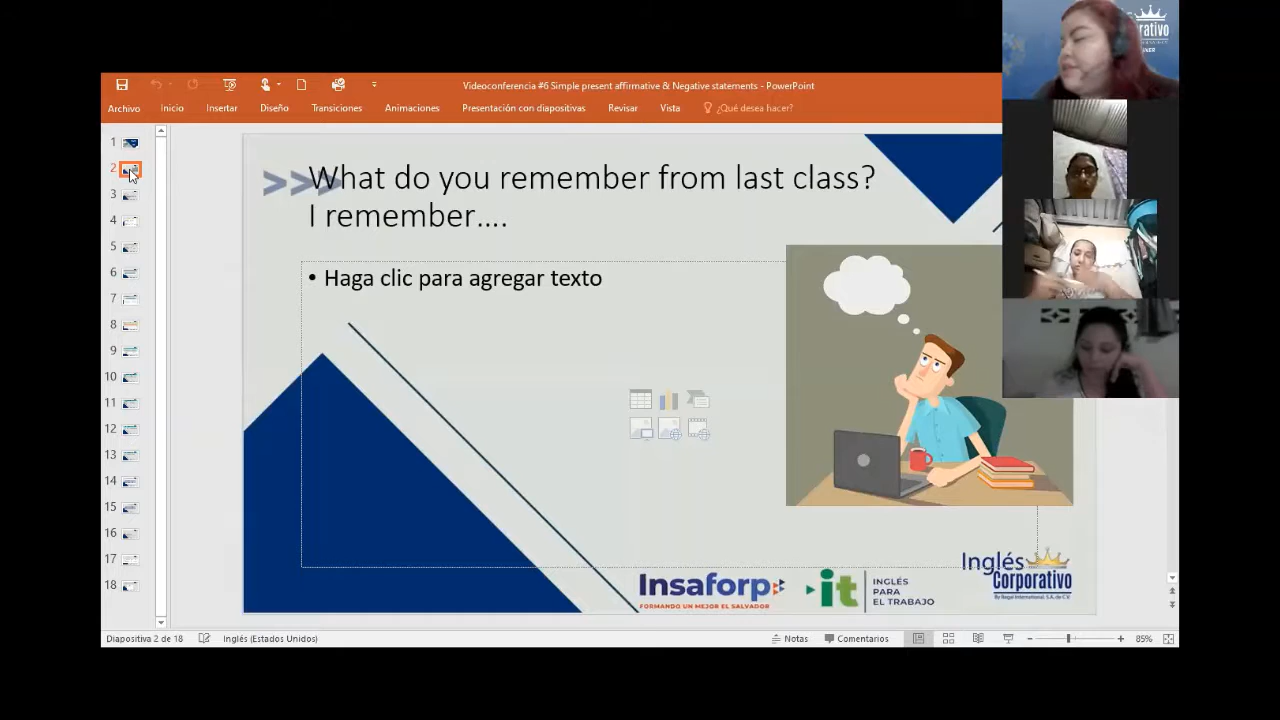 Videoconferencia #6 Simple present affirmative & Negative statements - PowerPoint
Archivo Inicio Insertar Diseño Transiciones Animaciones Presentación con diapositivas Revisar Vista ¿Qué desea hacer?
1
2
3
4
5
6
7
8
9
10
11
12
13
14
15
16
17
18
>>>
What do you remember from last class?
I remember....
• Haga clic para agregar texto
Insaforp
FORMANDO UN MEJOR EL SALVADOR
it
INGLÉS
PARA
EL TRABAJO
Inglés
Corporativo
Diapositiva 2 de 18 Inglés (Estados Unidos) Notas Comentarios 85%